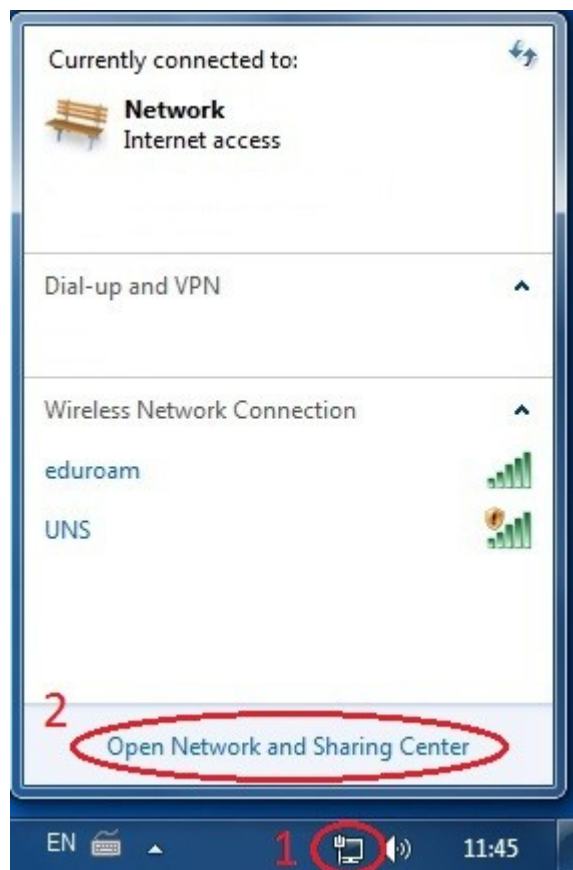 Currently connected to:
Network
Internet access
Dial-up and VPN
Wireless Network Connection
eduroam
UNS
2
Open Network and Sharing Center
EN
1
11:45